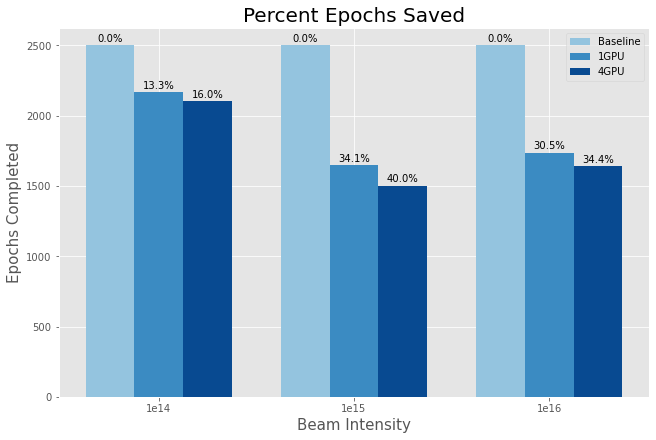 Percent Epochs Saved
Baseline
1GPU
4GPU
0.0%
13.3%
16.0%
0.0%
34.1%
40.0%
0.0%
30.5%
34.4%
Epochs Completed
2500
2000
1500
1000
500
0
1e14
1e15
1e16
Beam Intensity